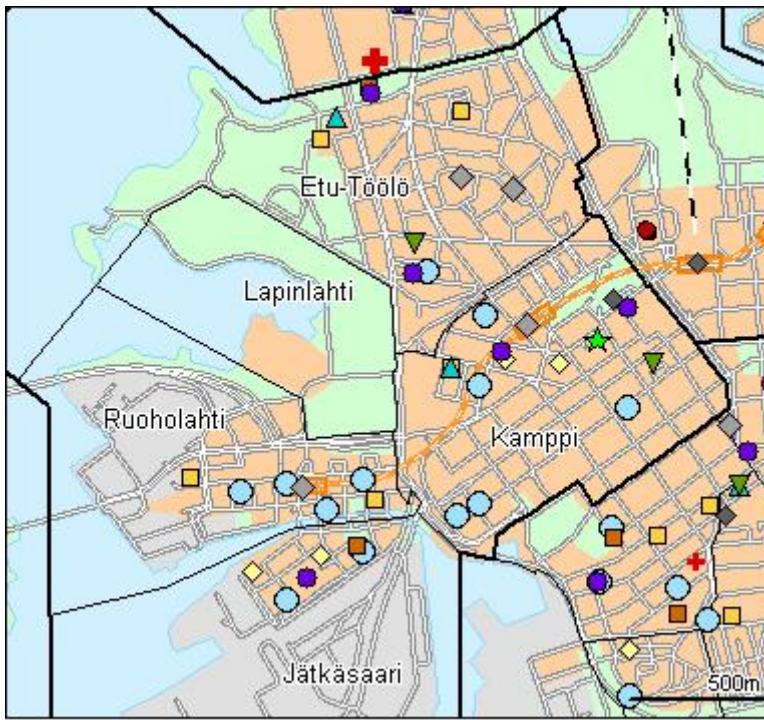 Etu-Töölö
Lapinlahti
Ruoholahti
Kamppi
Jätkäsaari
500m